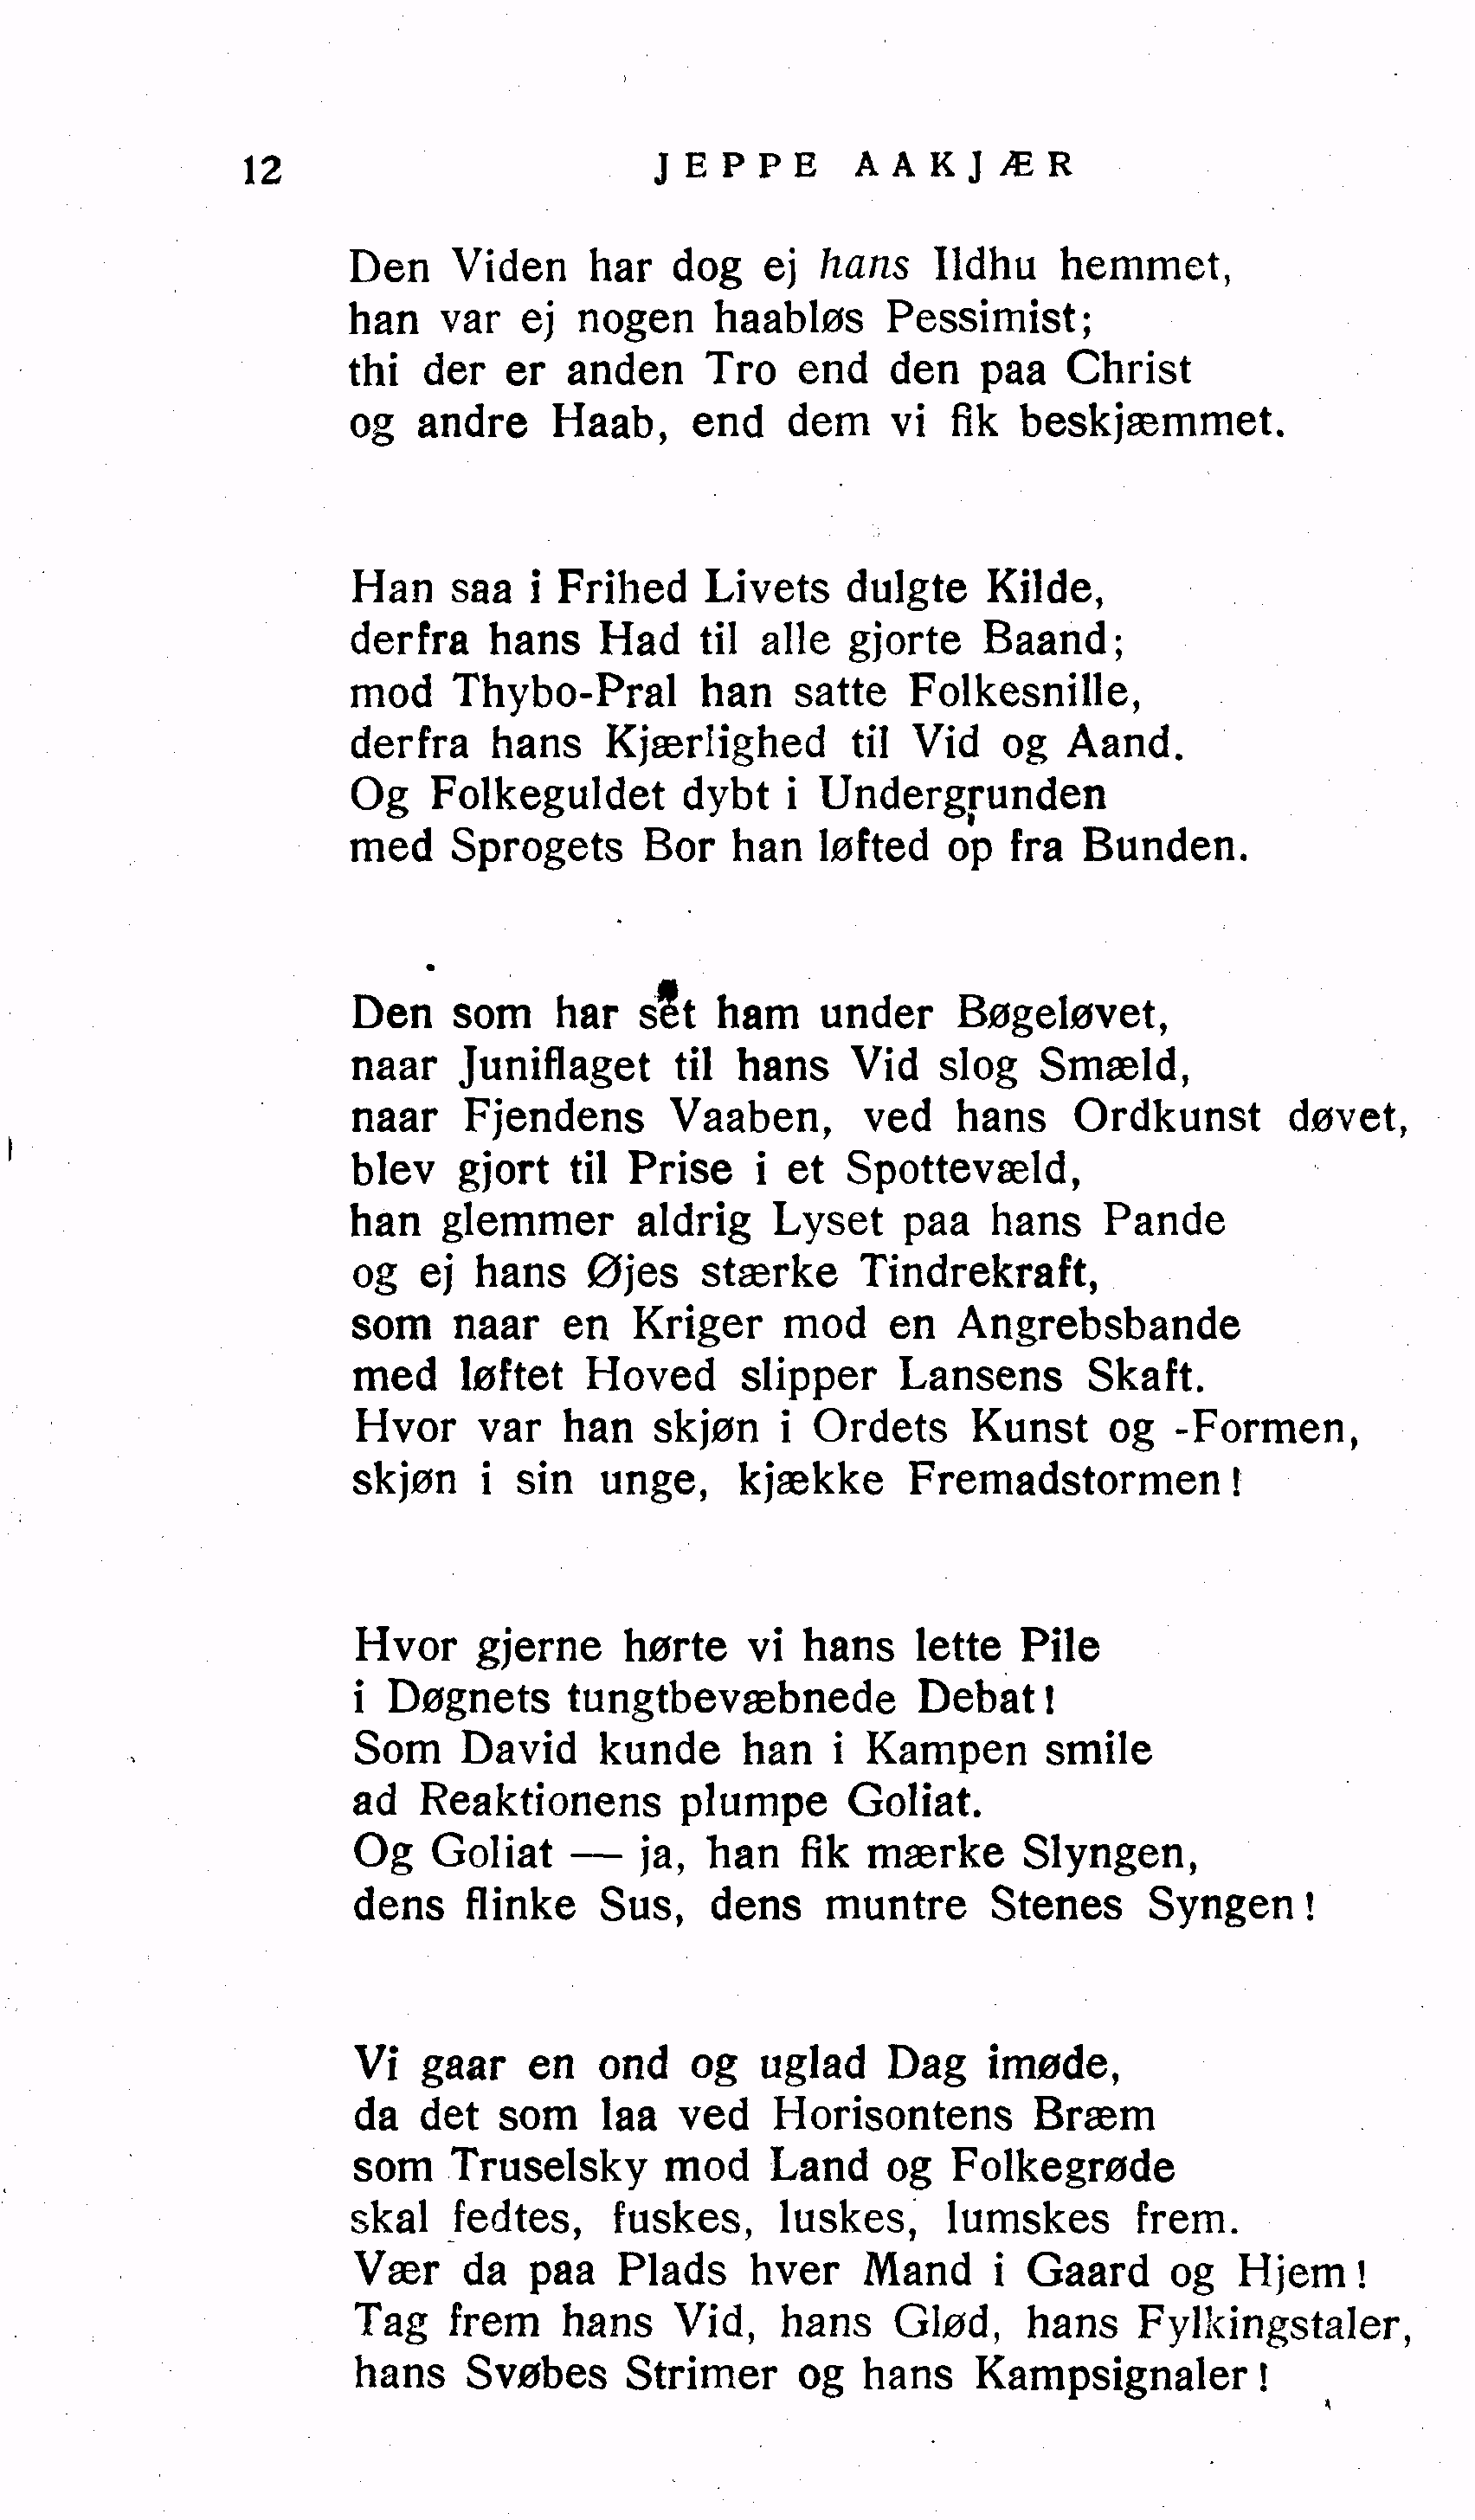 12 JEPPE AAKJÆR
Den Viden har dog ej hans Ildhu hemmet,
han var ej nogen haabløs Pessimist;
thi der er anden Tro end den paa Christ
og andre Haab, end dem vi fik beskjæmmet.
Han saa i Frihed Livets dulgte Kilde,
derfra hans Had til alle gjorte Baand;
mod Thybo-Pral han satte Folkesnille,
derfra hans Kjærlighed til Vid og Aand.
Og Folkeguldet dybt i Undergrunden
med Sprogets Bor han løfted op fra Bunden.
Den som har set ham under Bøgeløvet,
naar Juniflaget til hans Vid slog Smæld,
naar Fjendens Vaaben, ved hans Ordkunst døvet,
blev gjort til Prise i et Spottevæld,
han glemmer aldrig Lyset paa hans Pande
og ej hans Øjes stærke Tindrekraft,
som naar en Kriger mod en Angrebsbande
med løftet Hoved slipper Lansens Skaft.
Hvor var han skjøn i Ordets Kunst og -Formen,
skjøn i sin unge, kjække Fremadstormen!
Hvor gjerne hørte vi hans lette Pile
i Døgnets tungtbevæbnede Debat!
Som David kunde han i Kampen smile
ad Reaktionens plumpe Goliat.
Og Goliat — ja, han fik mærke Slyngen,
dens flinke Sus, dens muntre Stenes Syngen!
Vi gaar en ond og uglad Dag imøde,
da det som laa ved Horisontens Bræm
som Truselsky mod Land og Folkegrøde
skal fedtes, fuskes, luskes, lumskes frem.
Vær da paa Plads hver Mand i Gaard og Hjem!
Tag frem hans Vid, hans Glød, hans Fylkingstaler,
hans Svøbes Strimer og hans Kampsignaler!